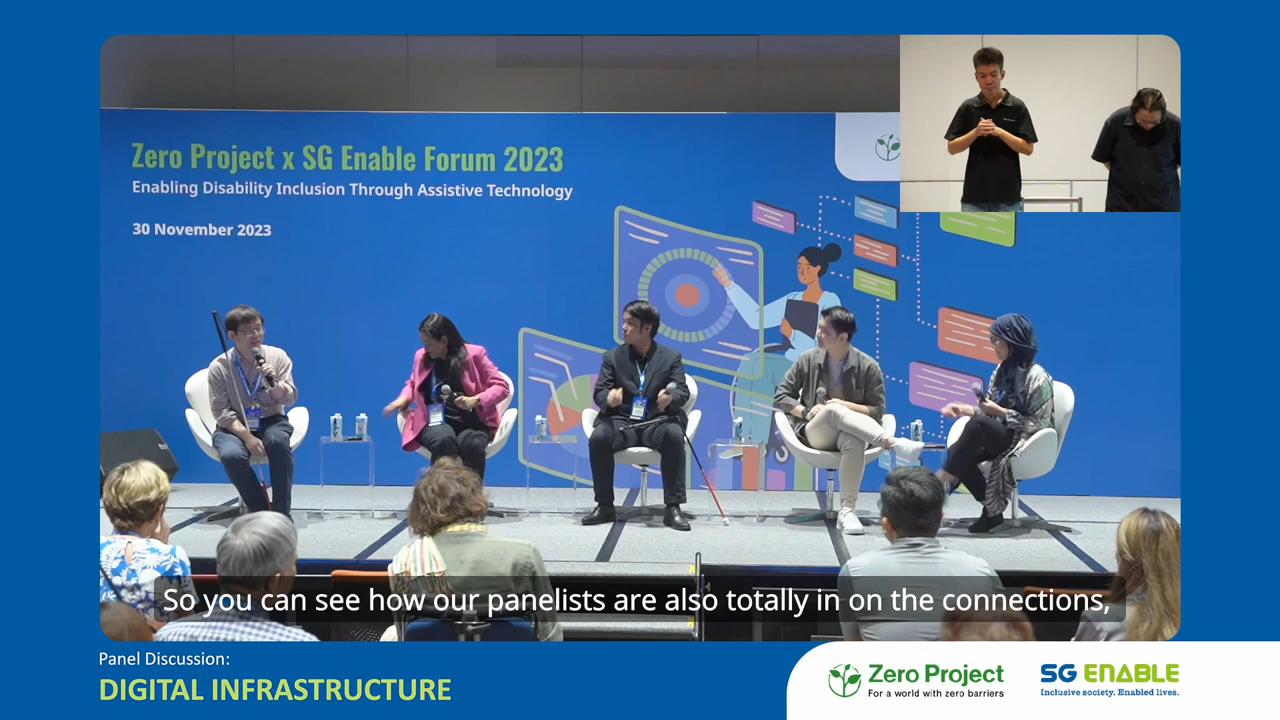 Zero Project x SG Enable Forum 2023
Enabling Disability Inclusion Through Assistive Technology
30 November 2023
So you can see how our panelists are also totally in on the connections,
Panel Discussion:
DIGITAL INFRASTRUCTURE
Zero Project
For a world with zero barriers
SG ENABLE
Inclusive society. Enabled lives.